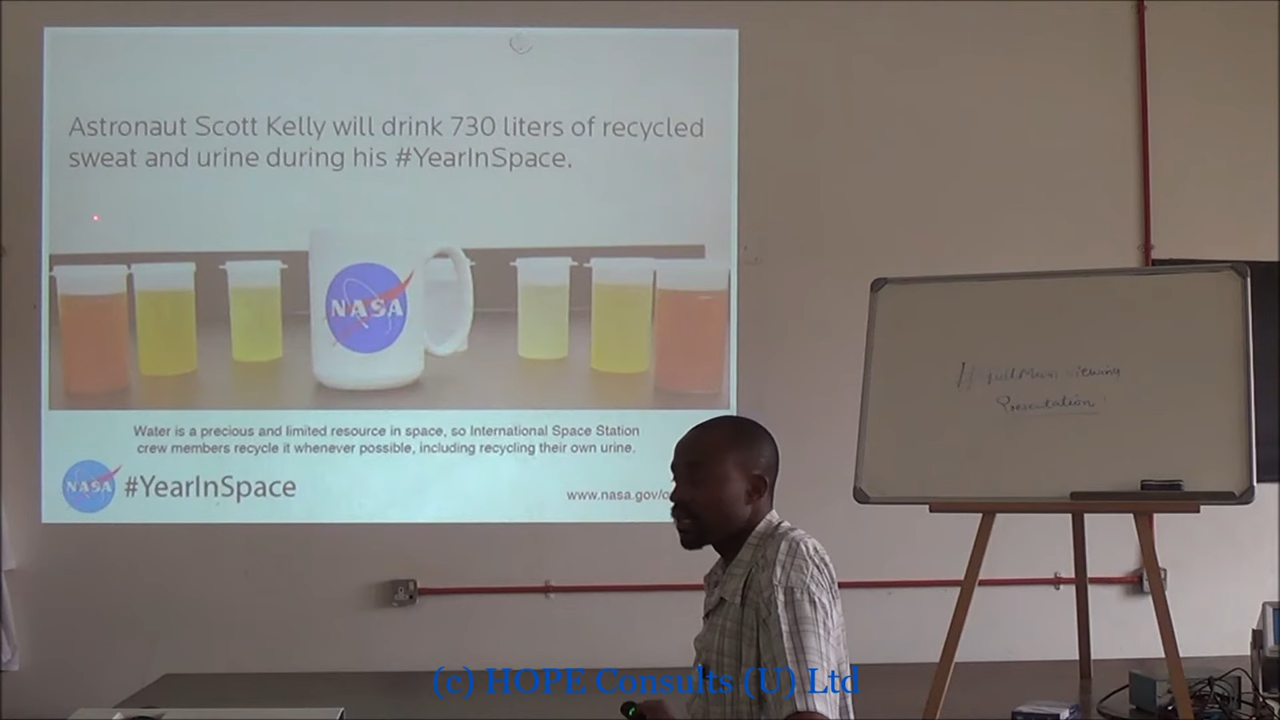 Astronaut Scott Kelly will drink 730 liters of recycled
sweat and urine during his #YearInSpace.
NASA
Water is a precious and limited resource in space, so International Space Station
crew members recycle it whenever possible, including recycling their own urine.
NASA
#YearInSpace
www.nasa.gov/o
# fullMoon viewing
Presentation
(c) HOPE Consults (U) Ltd